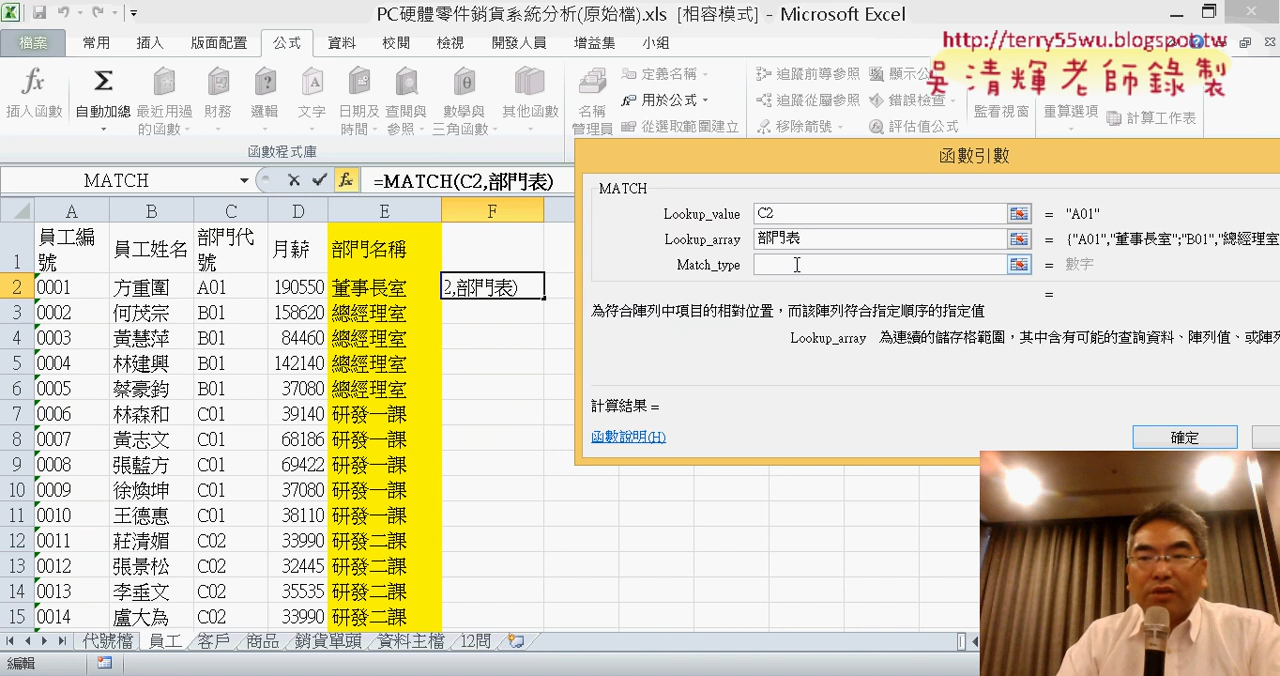 PC硬體零件銷貨系統分析(原始檔).xls [相容模式] - Microsoft Excel
檔案 常用 插入 版面配置 公式 資料 校閱 檢視 開發人員 增益集 小組
http://terry55wu.blogspot.tw
吳清輝老師錄製
插入函數 自動加總 最近用過的函數 財務 邏輯 文字 日期及時間 查閱與參照 數學與三角函數 其他函數 名稱管理員
定義名稱 用於公式 從選取範圍建立
追蹤前導參照 追蹤從屬參照 移除箭號
顯示公 錯誤檢查 評估值公式
監看視窗 重算選項 計算工作表
函數程式庫
MATCH =MATCH(C2,部門表)
函數引數
MATCH
Lookup_value C2 = "A01"
Lookup_array 部門表 = {"A01","董事長室";"B01","總經理室
Match_type = 數字
=
為符合陣列中項目的相對位置，而該陣列符合指定順序的指定值
Lookup_array 為連續的儲存格範圍，其中含有可能的查詢資料、陣列值、或陣列
計算結果 =
函數說明(H) 確定
A B C D E F
1 員工編號 員工姓名 部門代號 月薪 部門名稱
2 0001 方重圍 A01 190550 董事長室 2,部門表)
3 0002 何茂宗 B01 158620 總經理室
4 0003 黃慧萍 B01 84460 總經理室
5 0004 林建興 B01 142140 總經理室
6 0005 蔡豪鈞 B01 37080 總經理室
7 0006 林森和 C01 39140 研發一課
8 0007 黃志文 C01 68186 研發一課
9 0008 張藍方 C01 69422 研發一課
10 0009 徐煥坤 C01 37080 研發一課
11 0010 王德惠 C01 38110 研發一課
12 0011 莊清媚 C02 33990 研發二課
13 0012 張景松 C02 32445 研發二課
14 0013 李垂文 C02 35535 研發二課
15 0014 盧大為 C02 33990 研發二課
代號檔 員工 客戶 商品 銷貨單頭 資料主檔 12問
編輯